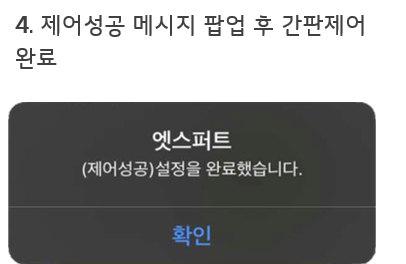 4. 제어성공 메시지 팝업 후 간판제어
완료
엣스퍼트
(제어성공)설정을 완료했습니다.
확인